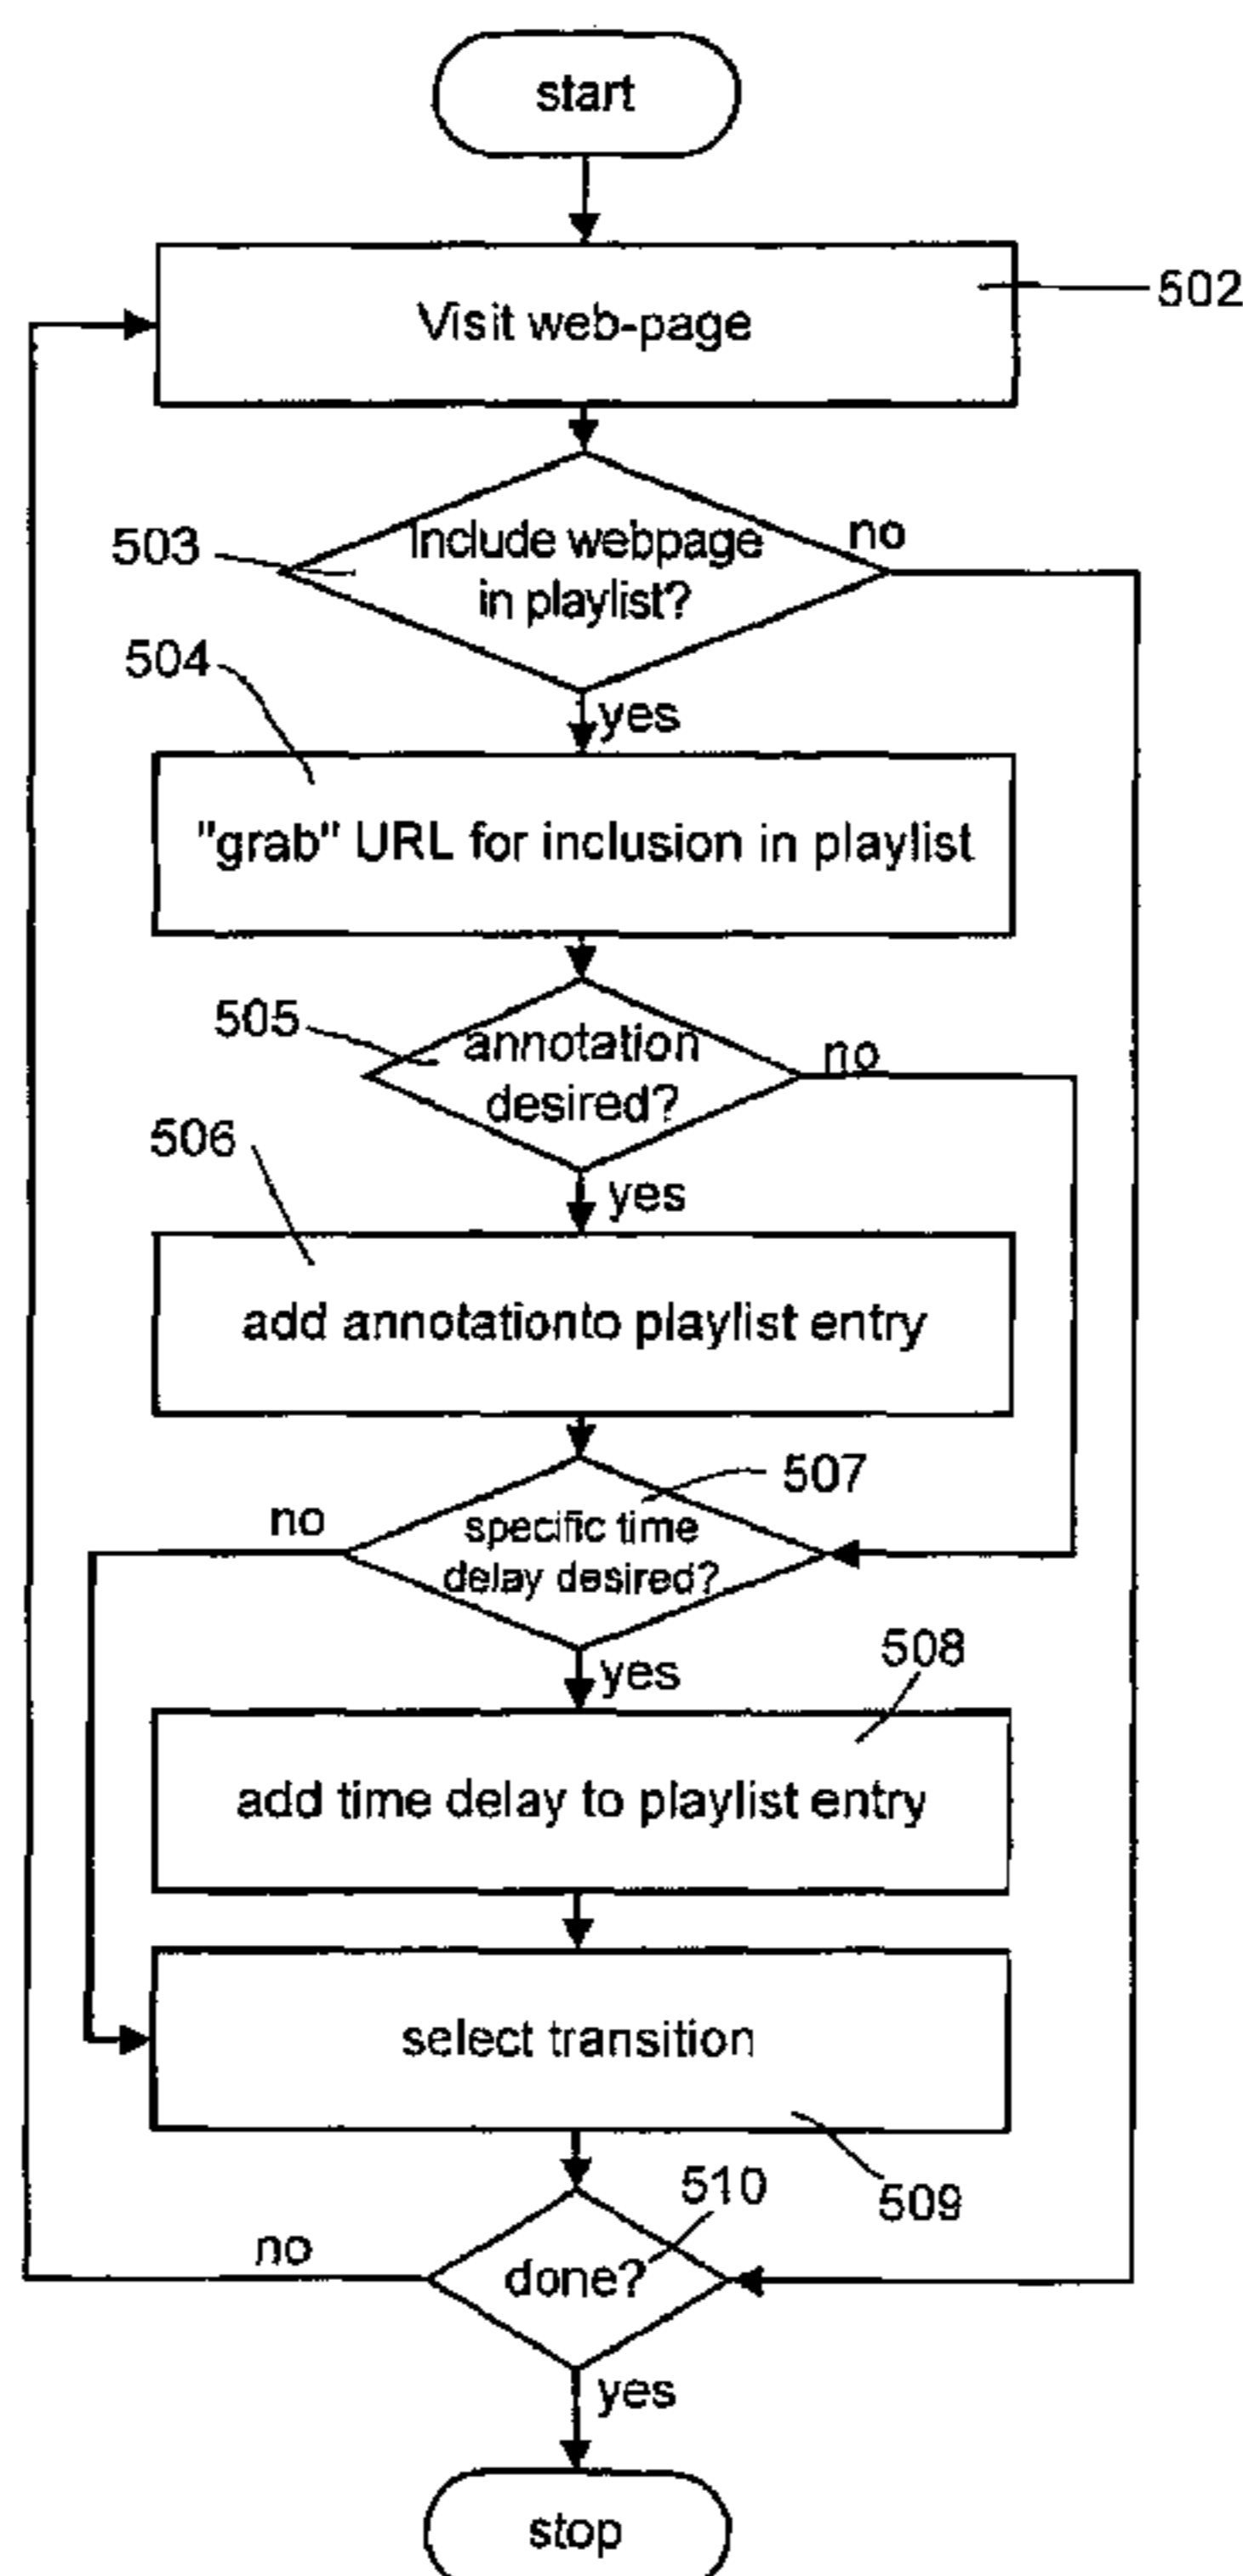 start
Visit web-page
502
503
Include webpage
in playlist?
no
504
yes
"grab" URL for inclusion in playlist
505
annotation
desired?
no
506
yes
add annotationto playlist entry
507
no
specific time
delay desired?
508
yes
add time delay to playlist entry
select transition
509
510
no
done?
yes
stop